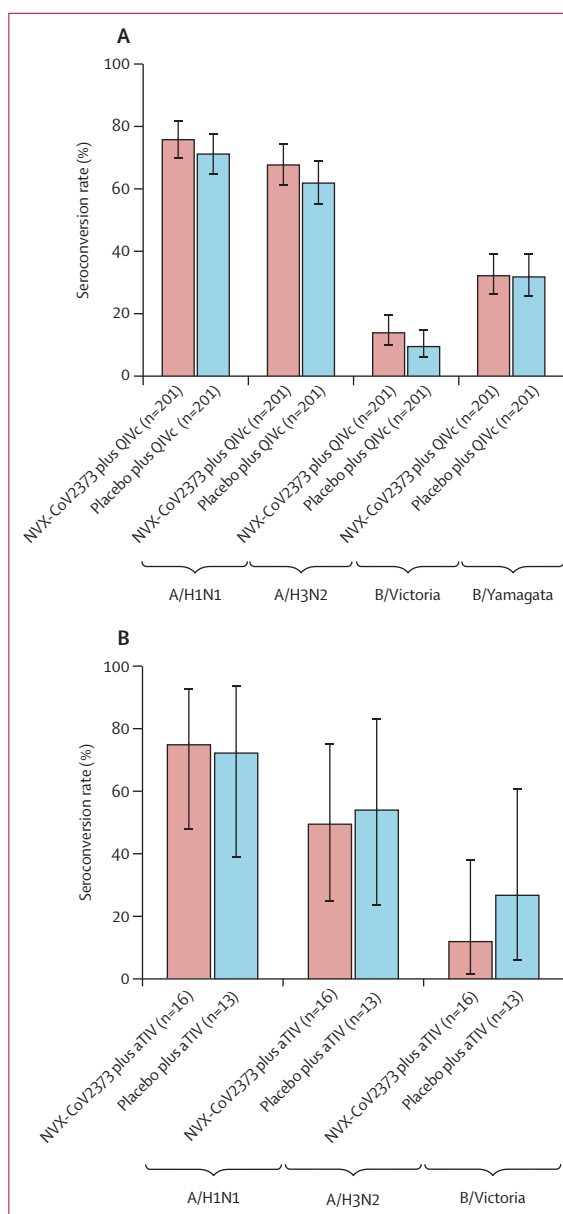 A
100
80
60
40
20
0
Seroconversion rate (%)
NVX-CoV2373 plus QIVc (n=201)
Placebo plus QIVc (n=201)
NVX-CoV2373 plus QIVc (n=201)
Placebo plus QIVc (n=201)
NVX-CoV2373 plus QIVc (n=201)
Placebo plus QIVc (n=201)
NVX-CoV2373 plus QIVc (n=201)
Placebo plus QIVc (n=201)
A/H1N1
A/H3N2
B/Victoria
B/Yamagata
B
100
80
60
40
20
0
Seroconversion rate (%)
NVX-CoV2373 plus aTIV (n=16)
Placebo plus aTIV (n=13)
NVX-CoV2373 plus aTIV (n=16)
Placebo plus aTIV (n=13)
NVX-CoV2373 plus aTIV (n=16)
Placebo plus aTIV (n=13)
A/H1N1
A/H3N2
B/Victoria